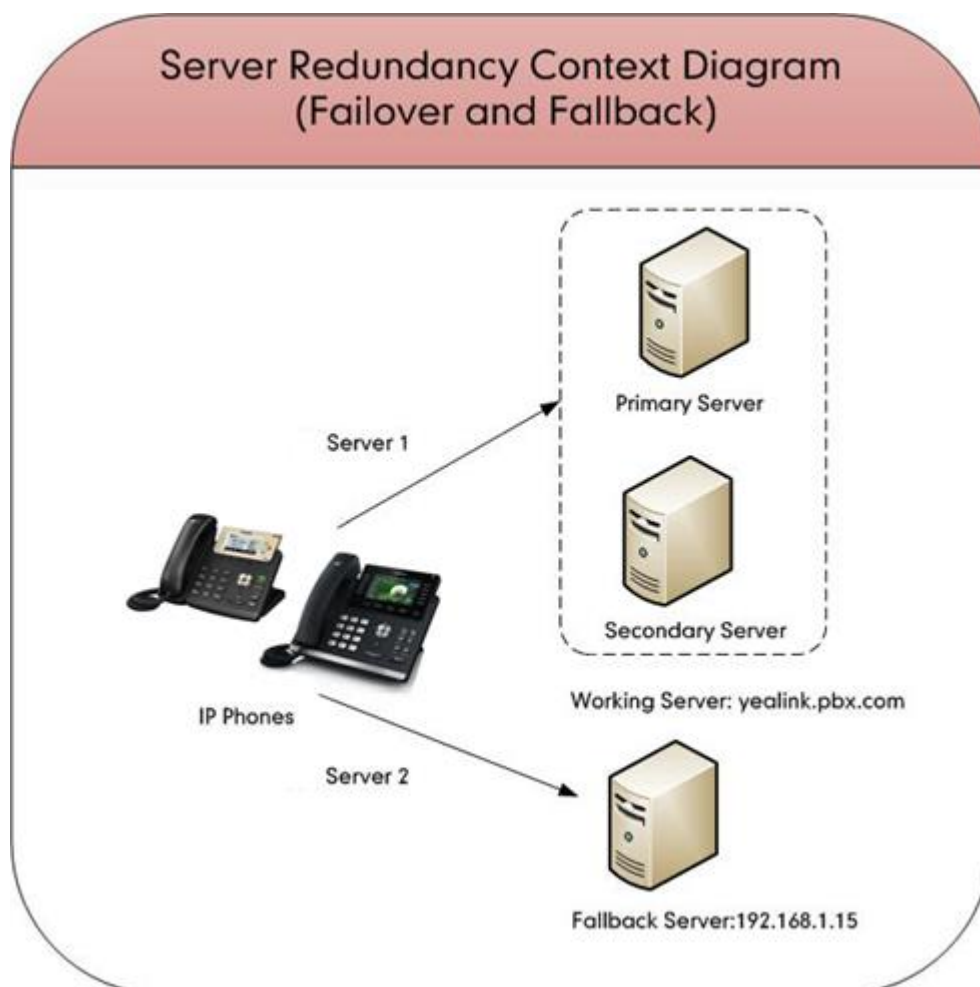 Server Redundancy Context Diagram
(Failover and Fallback)
Primary Server
Server 1
Secondary Server
Working Server: yealink.pbx.com
IP Phones
Server 2
Fallback Server:192.168.1.15